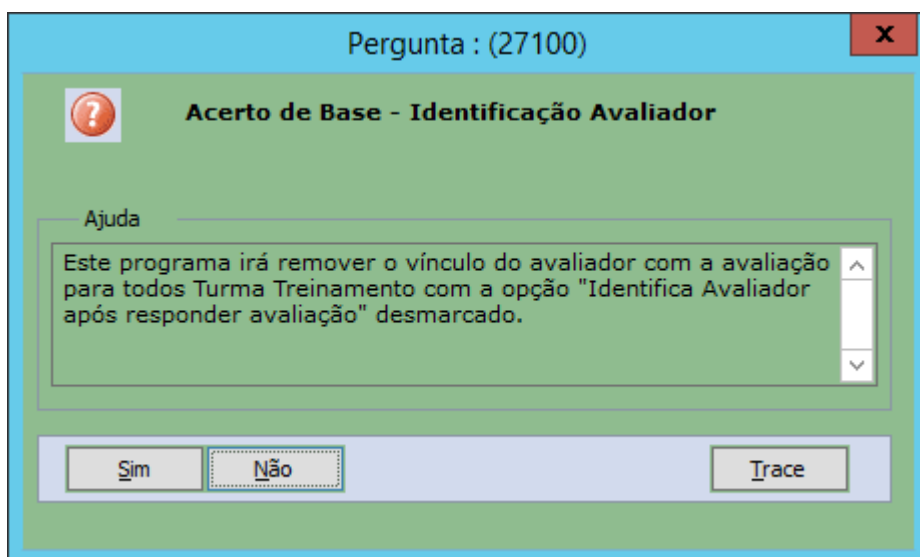 Pergunta : (27100)
x
?
Acerto de Base - Identificação Avaliador
Ajuda
Este programa irá remover o vínculo do avaliador com a avaliação
para todos Turma Treinamento com a opção "Identifica Avaliador
após responder avaliação" desmarcado.
Sim
Não
Trace